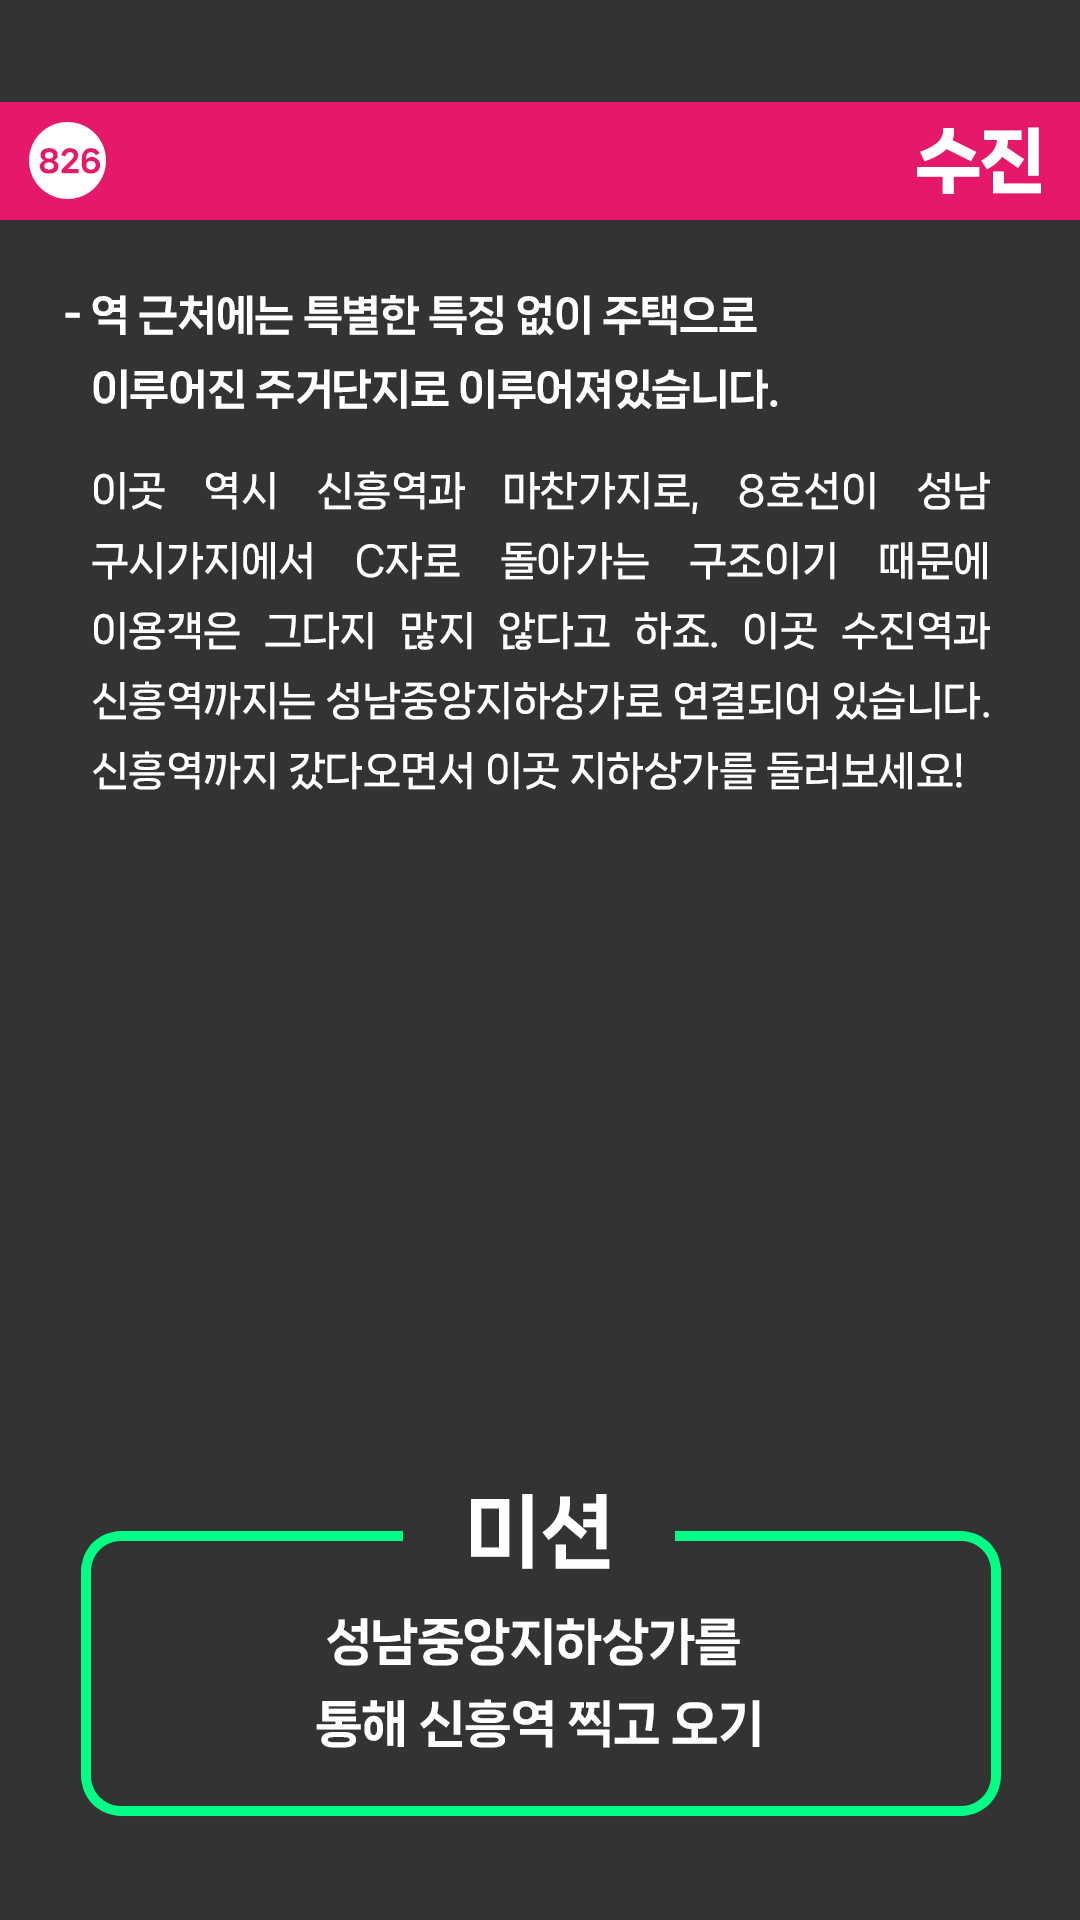 826
수진
- 역 근처에는 특별한 특징 없이 주택으로
이루어진 주거단지로 이루어져있습니다.
이곳 역시 신흥역과 마찬가지로, 8호선이 성남
구시가지에서 C자로 돌아가는 구조이기 때문에
이용객은 그다지 많지 않다고 하죠. 이곳 수진역과
신흥역까지는 성남중앙지하상가로 연결되어 있습니다.
신흥역까지 갔다오면서 이곳 지하상가를 둘러보세요!
미션
성남중앙지하상가를
통해 신흥역 찍고 오기